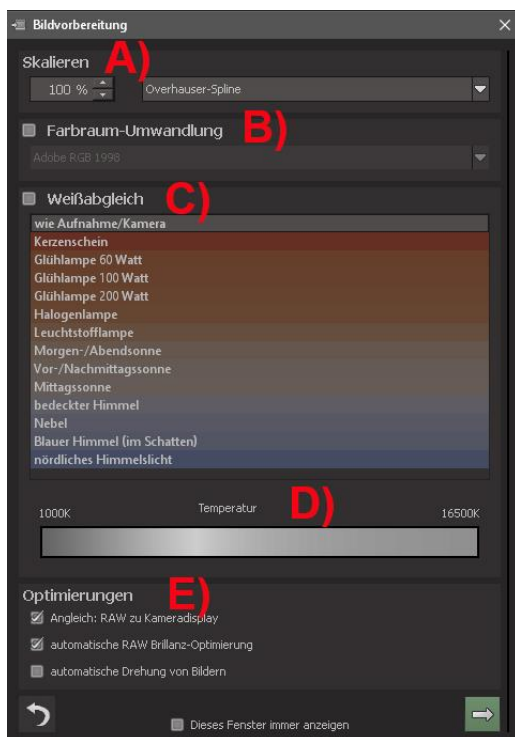 Bildvorbereitung
Skalieren A)
100 % Overhauser-Spline
Farbraum-Umwandlung B)
Adobe RGB 1998
Weißabgleich C)
wie Aufnahme/Kamera
Kerzenschein
Glühlampe 60 Watt
Glühlampe 100 Watt
Glühlampe 200 Watt
Halogenlampe
Leuchtstofflampe
Morgen-/Abendsonne
Vor-/Nachmittagssonne
Mittagssonne
bedeckter Himmel
Nebel
Blauer Himmel (im Schatten)
nördliches Himmelslicht
1000K Temperatur D) 16500K
Optimierungen E)
Angleich: RAW zu Kameradisplay
automatische RAW Brillanz-Optimierung
automatische Drehung von Bildern
Dieses Fenster immer anzeigen